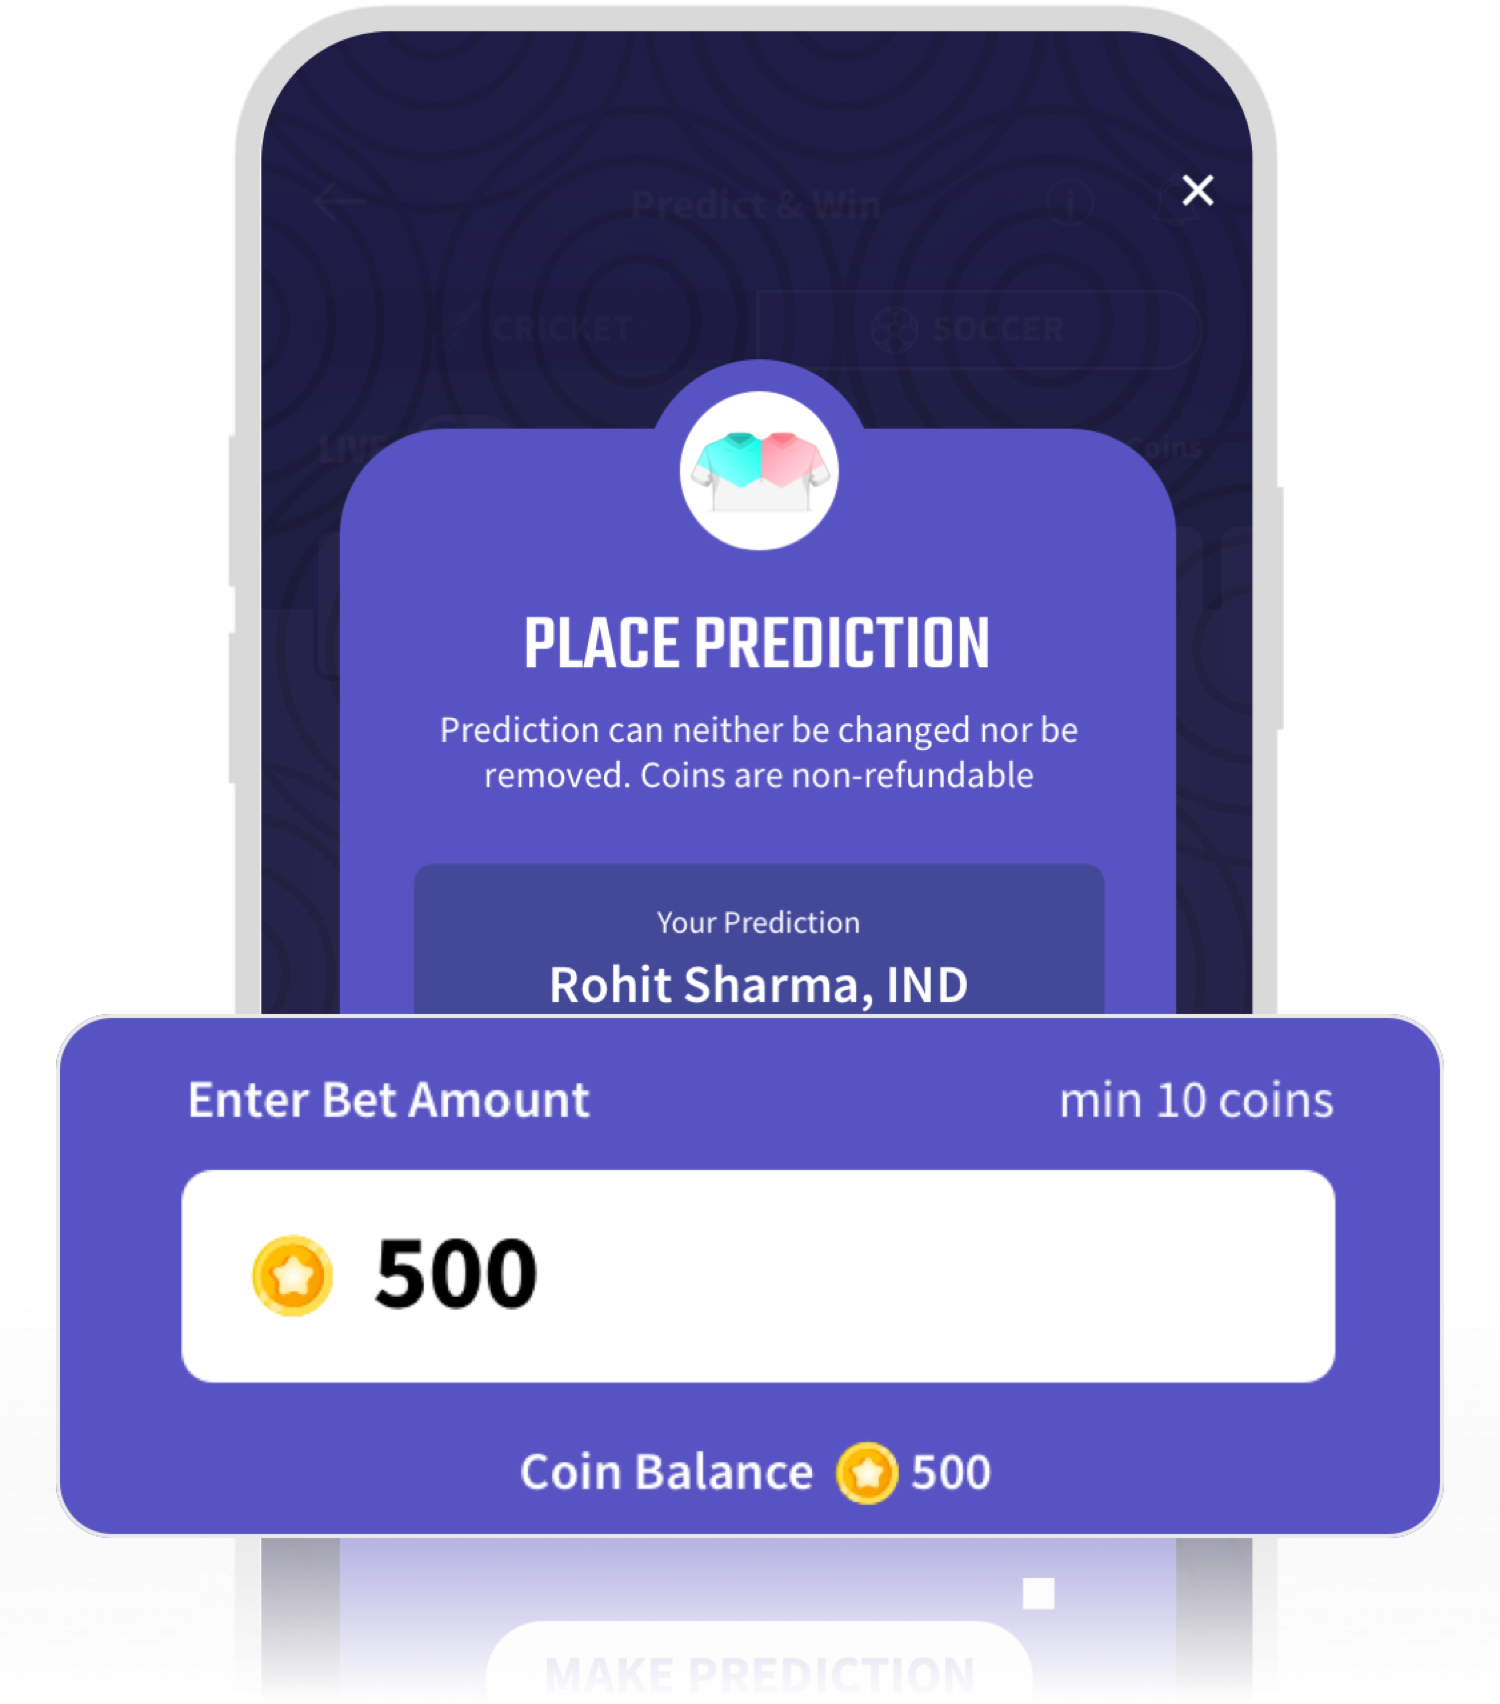 Predict & Win
CRICKET
SOCCER
LIVE
Coins
PLACE PREDICTION
Prediction can neither be changed nor be
removed. Coins are non-refundable
Your Prediction
Rohit Sharma, IND
Enter Bet Amount
min 10 coins
500
Coin Balance 500
MAKE PREDICTION